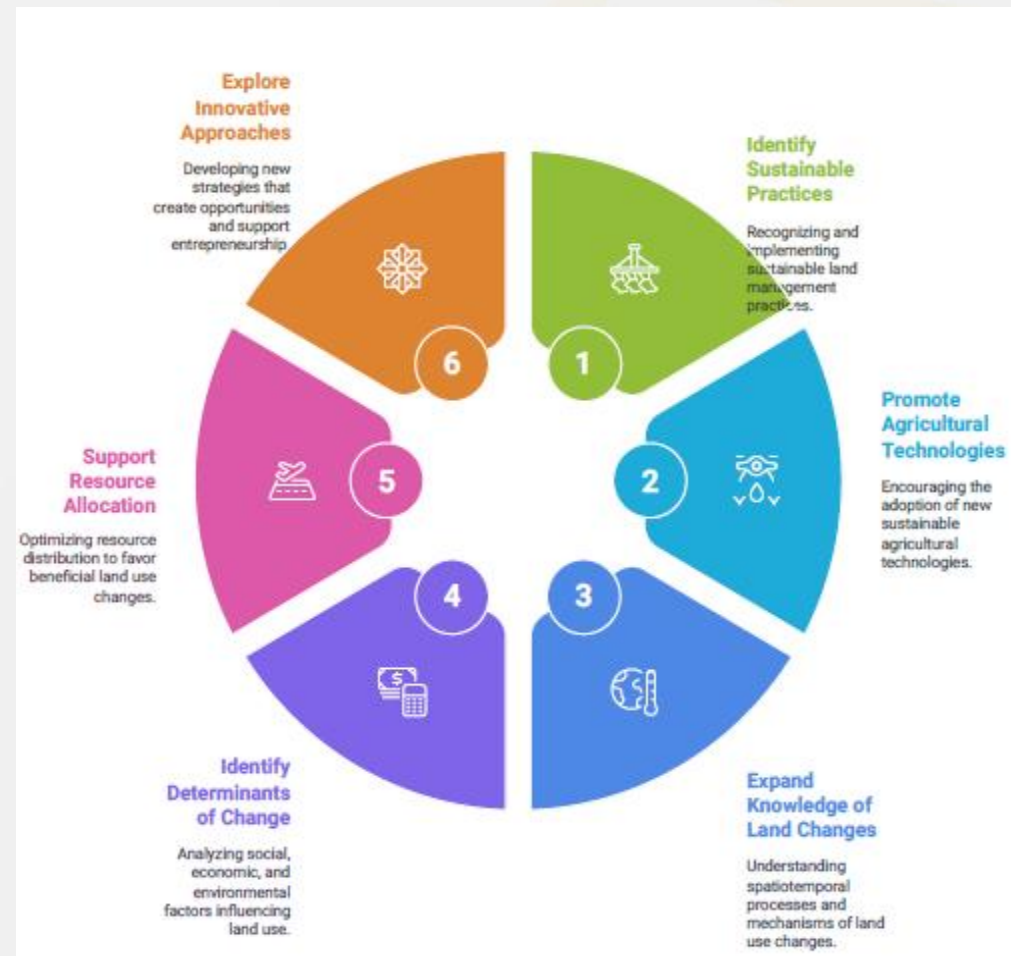 Explore
Innovative
Approaches
Developing new
strategies that
create opportunities
and support
entrepreneurship.
Identify
Sustainable
Practices
Recognizing and
implementing
sustainable land
management
practices.
6
1
Promote
Agricultural
Technologies
Encouraging the
adoption of new
sustainable
agricultural
technologies.
Support
Resource
Allocation
Optimizing resource
distribution to favor
beneficial land use
changes.
5
2
4
3
$
Identify
Determinants
of Change
Analyzing social,
economic, and
environmental
factors influencing
land use.
Expand
Knowledge of
Land Changes
Understanding
spatiotemporal
processes and
mechanisms of land
use changes.